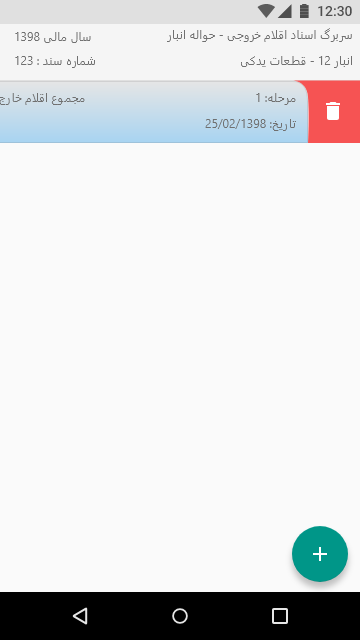 12:30
سربرگ اسناد اقلام خروجی - حواله انبار
سال مالی 1398
انبار 12 - قطعات یدکی
شماره سند : 123
مرحله: 1
مجموع اقلام خارج
تاریخ: 25/02/1398